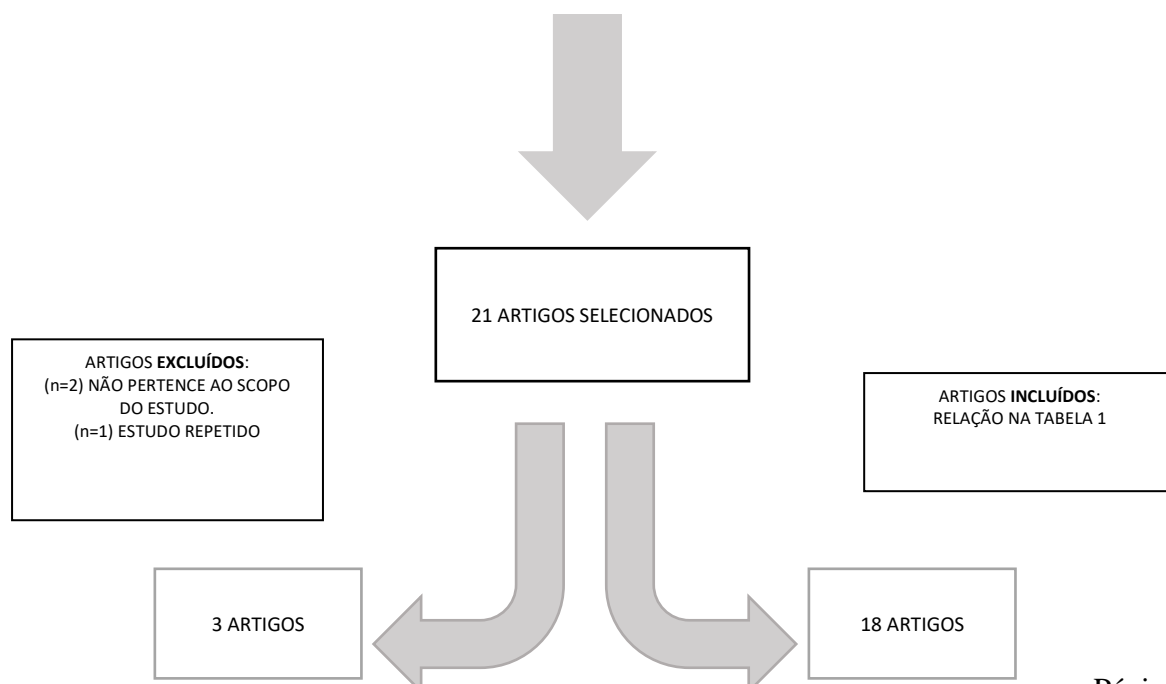 21 ARTIGOS SELECIONADOS
ARTIGOS EXCLUÍDOS:
(n=2) NÃO PERTENCE AO SCOPO
DO ESTUDO.
(n=1) ESTUDO REPETIDO
ARTIGOS INCLUÍDOS:
RELAÇÃO NA TABELA 1
3 ARTIGOS
18 ARTIGOS